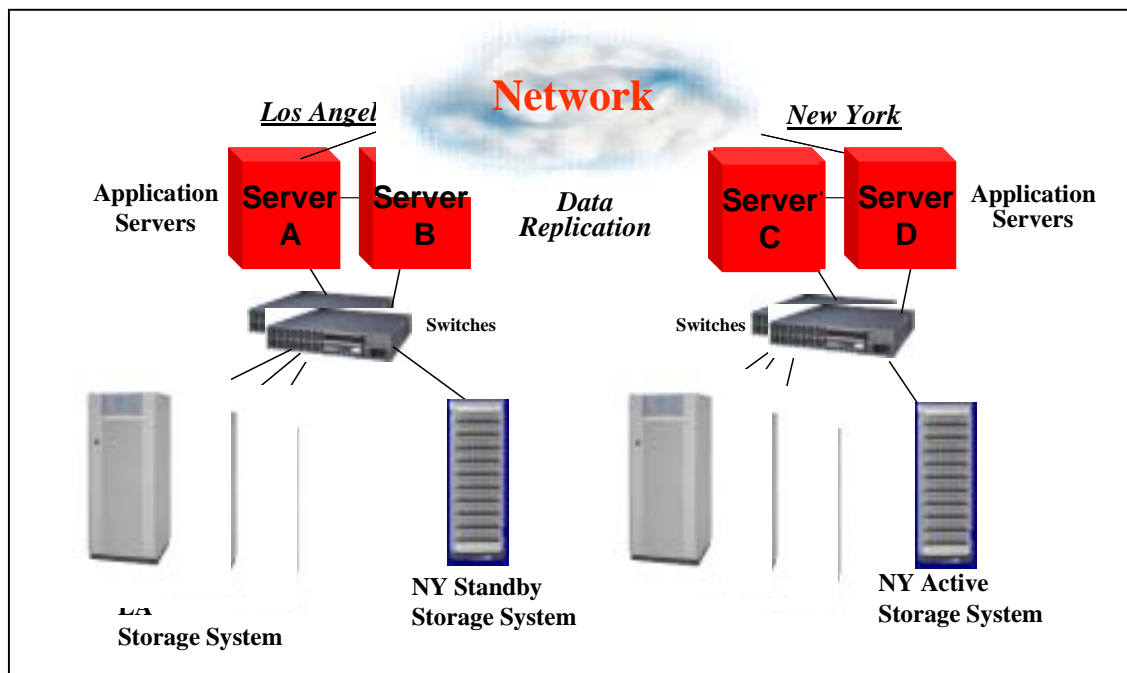 Network
Los Angel
New York
Application
Servers
Server
A
Server
B
Data
Replication
Server
C
Server
D
Application
Servers
Switches
Switches
LA
Storage System
NY Standby
Storage System
NY Active
Storage System